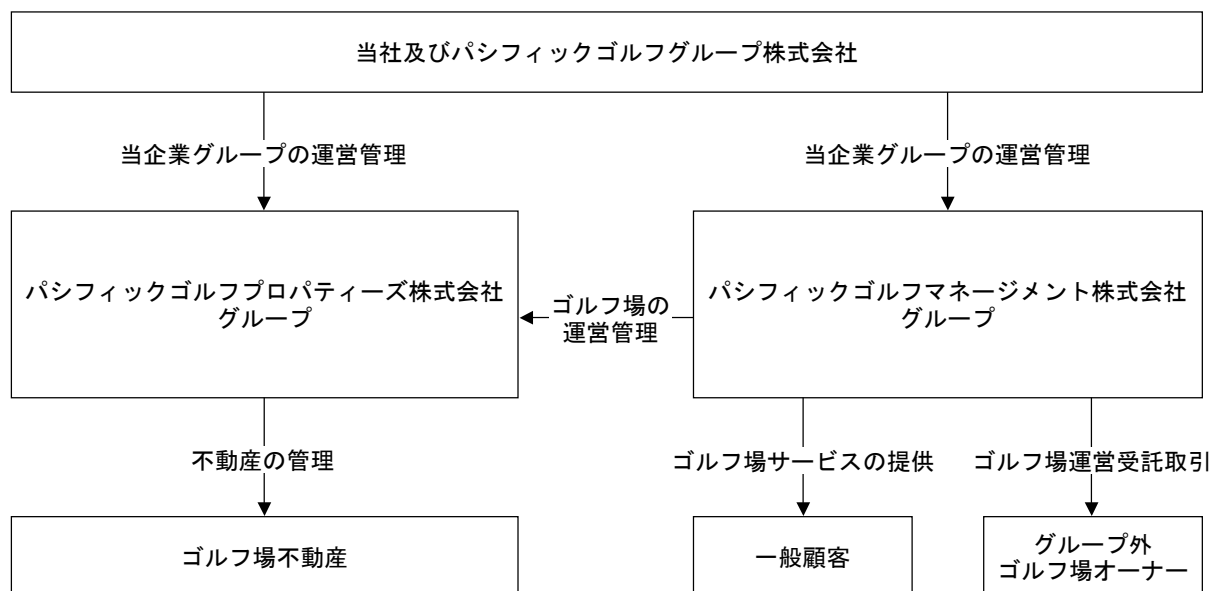 当社及びパシフィックゴルフグループ株式会社
当企業グループの運営管理
当企業グループの運営管理
パシフィックゴルフプロパティーズ株式会社
グループ
ゴルフ場の
運営管理
パシフィックゴルフマネージメント株式会社
グループ
不動産の管理
ゴルフ場サービスの提供
ゴルフ場運営受託取引
ゴルフ場不動産
一般顧客
グループ外
ゴルフ場オーナー